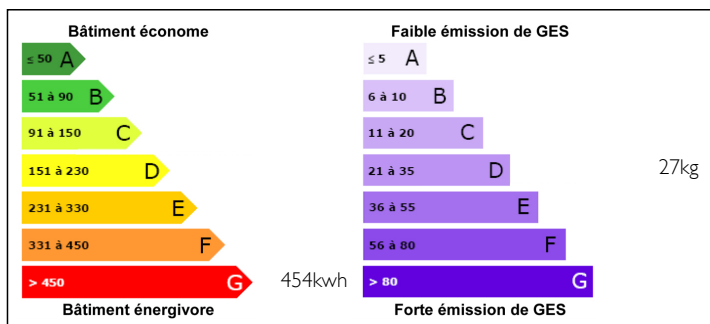 Bâtiment économe
≤ 50 A
51 à 90 B
91 à 150 C
151 à 230 D
231 à 330 E
331 à 450 F
> 450 G
454kwh
Bâtiment énergivore
Faible émission de GES
≤ 5 A
6 à 10 B
11 à 20 C
21 à 35 D
27kg
36 à 55 E
56 à 80 F
> 80 G
Forte émission de GES